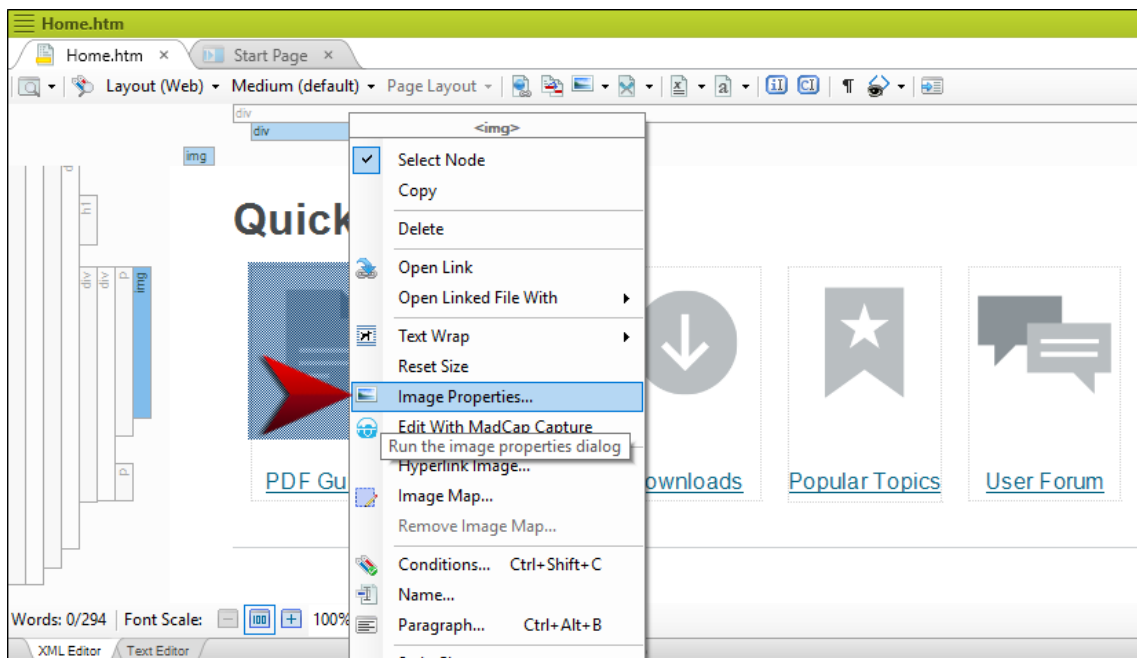 Home.htm
Home.htm × Start Page ×
Layout (Web) Medium (default) Page Layout x a iI CI ¶
div
div
img
h1
div div p img
p
Quick
PDF Gu
ownloads
Popular Topics
User Forum
<img>
Select Node
Copy
Delete
Open Link
Open Linked File With
Text Wrap
Reset Size
Image Properties...
Edit With MadCap Capture
Run the image properties dialog
Hyperlink Image...
Image Map...
Remove Image Map...
Conditions... Ctrl+Shift+C
Name...
Paragraph... Ctrl+Alt+B
Words: 0/294 Font Scale: 100%
XML Editor Text Editor